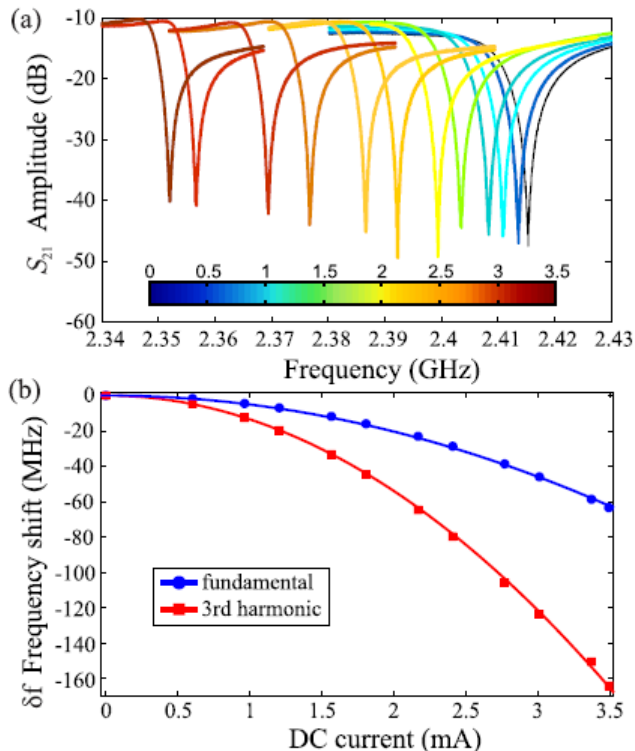 (a)
S21 Amplitude (dB)
-10
-20
-30
-40
-50
-60
0 0.5 1 1.5 2 2.5 3 3.5
2.34 2.35 2.36 2.37 2.38 2.39 2.40 2.41 2.42 2.43
Frequency (GHz)
(b)
δf Frequency shift (MHz)
0
-20
-40
-60
-80
-100
-120
-140
-160
fundamental
3rd harmonic
0 0.5 1 1.5 2 2.5 3 3.5
DC current (mA)